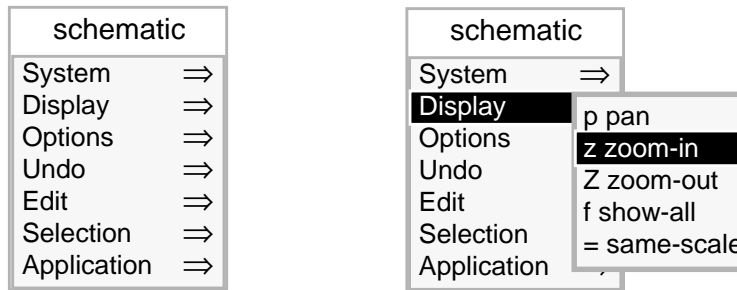 schematic
System ⇒
Display ⇒
Options ⇒
Undo ⇒
Edit ⇒
Selection ⇒
Application ⇒
schematic
System ⇒
Display
Options
Undo
Edit
Selection
Application
p pan
z zoom-in
Z zoom-out
f show-all
= same-scale